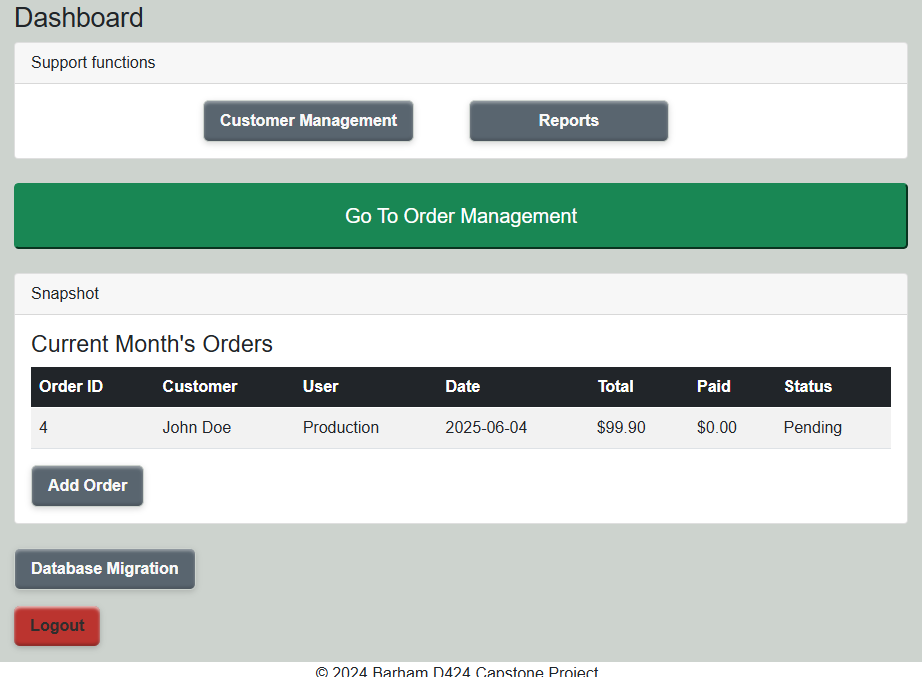 Dashboard
Support functions
Customer Management Reports
Go To Order Management
Snapshot
Current Month's Orders
Order ID Customer User Date Total Paid Status
4 John Doe Production 2025-06-04 $99.90 $0.00 Pending
Add Order
Database Migration
Logout
© 2024 Barham D424 Capstone Project